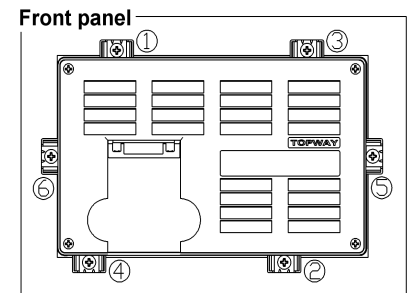 Front panel
① ③
TOPWAY
⑥ ⑤
④ ②